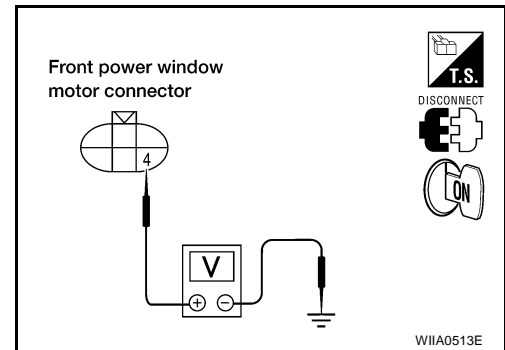 Front power window
motor connector
T.S.
DISCONNECT
4
ON
V
+ −
WIIA0513E